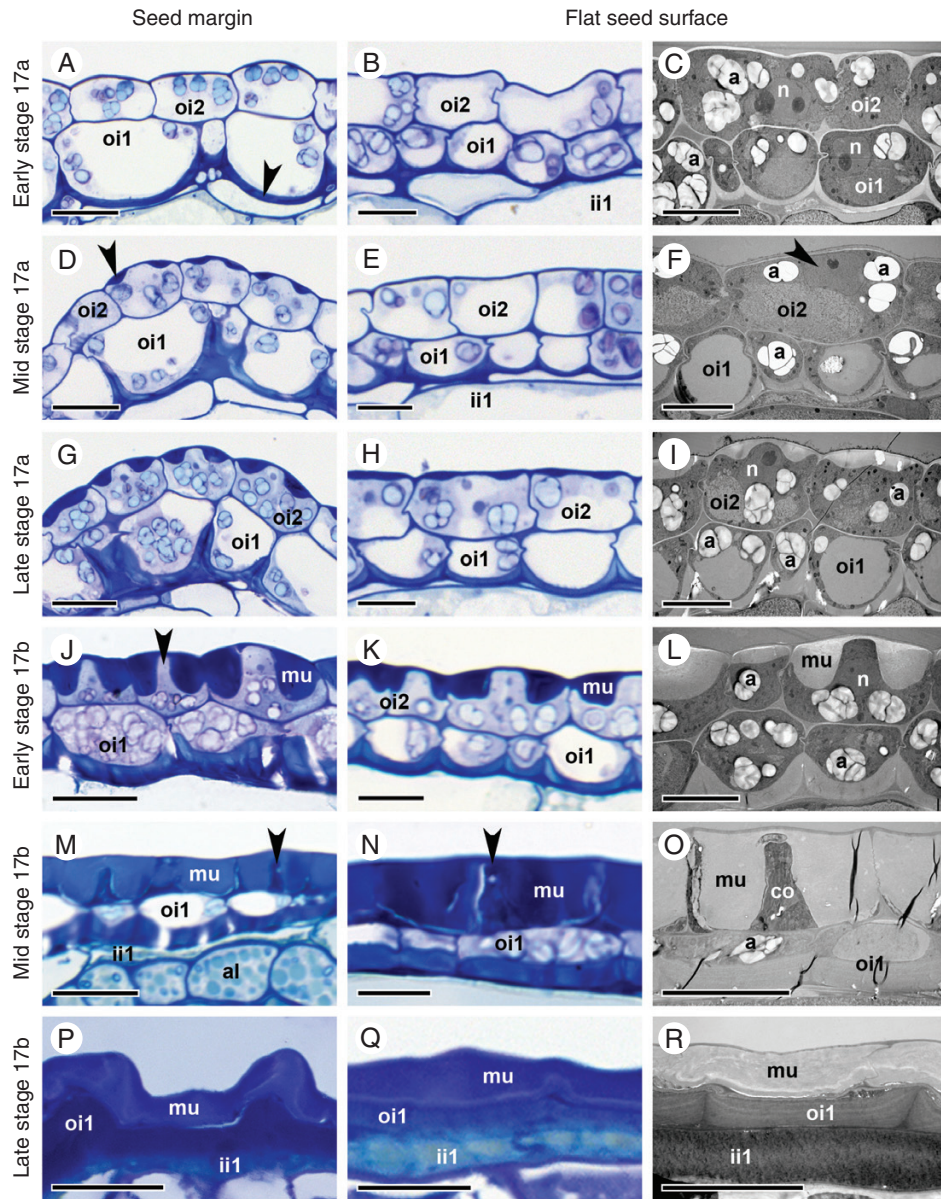 Seed margin
Flat seed surface
Early stage 17a
A
oi1
oi2
B
oi2
oi1
ii1
C
a
n
oi2
a
n
oi1
Mid stage 17a
D
oi2
oi1
E
oi2
oi1
ii1
F
a
a
oi2
oi1
a
Late stage 17a
G
oi2
oi1
H
oi2
oi1
I
n
oi2
a
a
a
oi1
Early stage 17b
J
mu
oi1
K
mu
oi2
oi1
L
mu
a
n
a
Mid stage 17b
M
mu
oi1
ii1
al
N
mu
oi1
O
mu
co
a
oi1
Late stage 17b
P
mu
oi1
ii1
Q
mu
oi1
ii1
R
mu
oi1
ii1